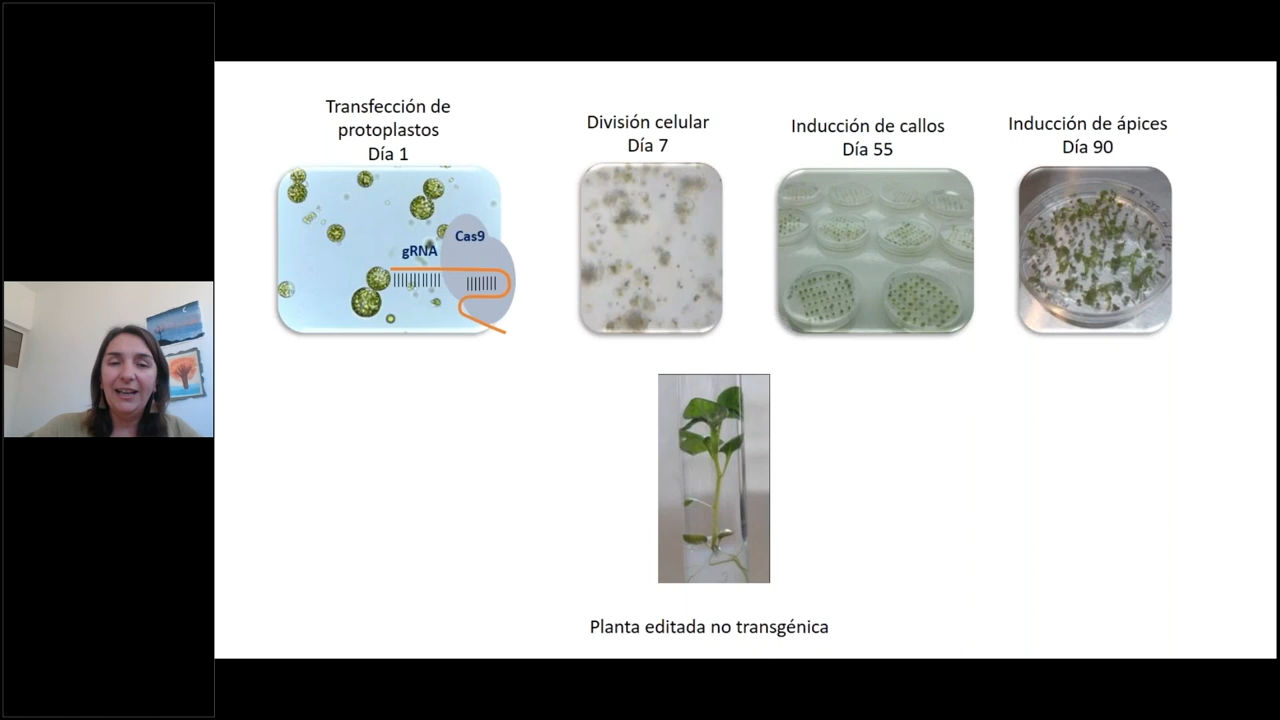 Transfección de
protoplastos
Día 1
División celular
Día 7
Inducción de callos
Día 55
Inducción de ápices
Día 90
Cas9
gRNA
Planta editada no transgénica